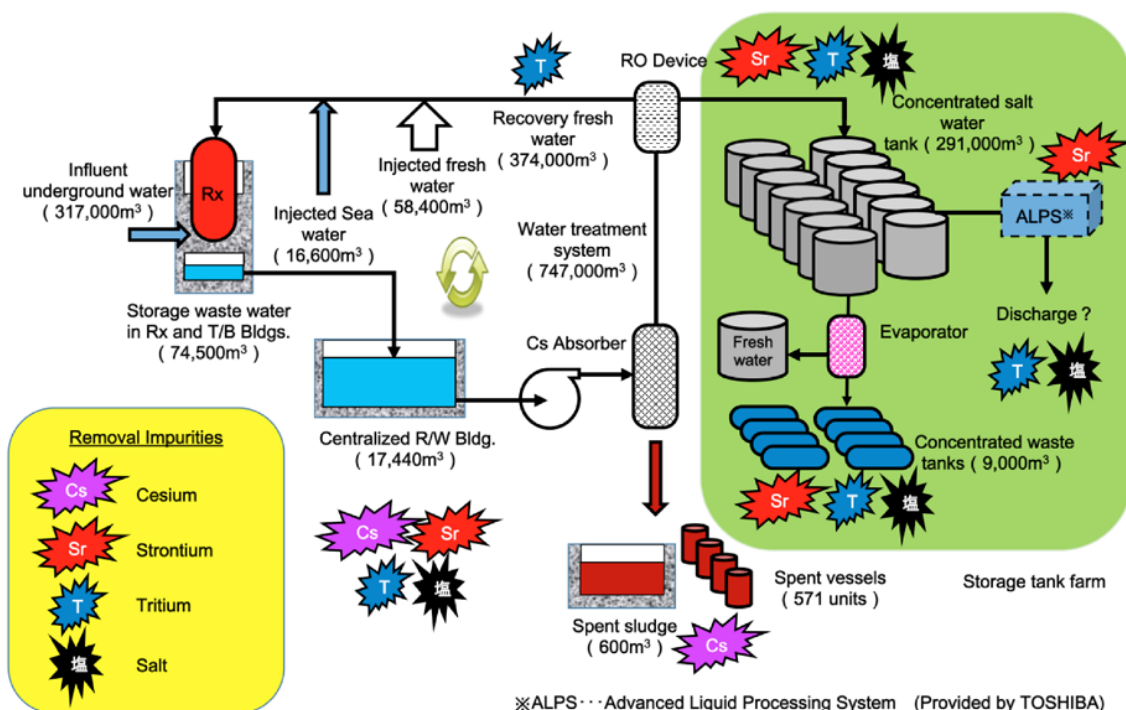 T
RO Device
Sr
T
塩
Concentrated salt
water
tank ( 291,000m³ )
Sr
ALPS※
Recovery fresh
water
( 374,000m³ )
Influent
underground water
( 317,000m³ )
Rx
Injected fresh
water
( 58,400m³ )
Injected Sea
water
( 16,600m³ )
Water treatment
system
( 747,000m³ )
Storage waste water
in Rx and T/B Bldgs.
( 74,500m³ )
Cs Absorber
Fresh
water
Evaporator
Discharge ?
T
塩
Centralized R/W Bldg.
( 17,440m³ )
Concentrated waste
tanks ( 9,000m³ )
Sr
T
塩
Removal Impurities
Cs
Cesium
Sr
Strontium
T
Tritium
塩
Salt
Cs
Sr
T
塩
Spent vessels
( 571 units )
Storage tank farm
Spent sludge
( 600m³ )
Cs
※ALPS･･･Advanced Liquid Processing System (Provided by TOSHIBA)